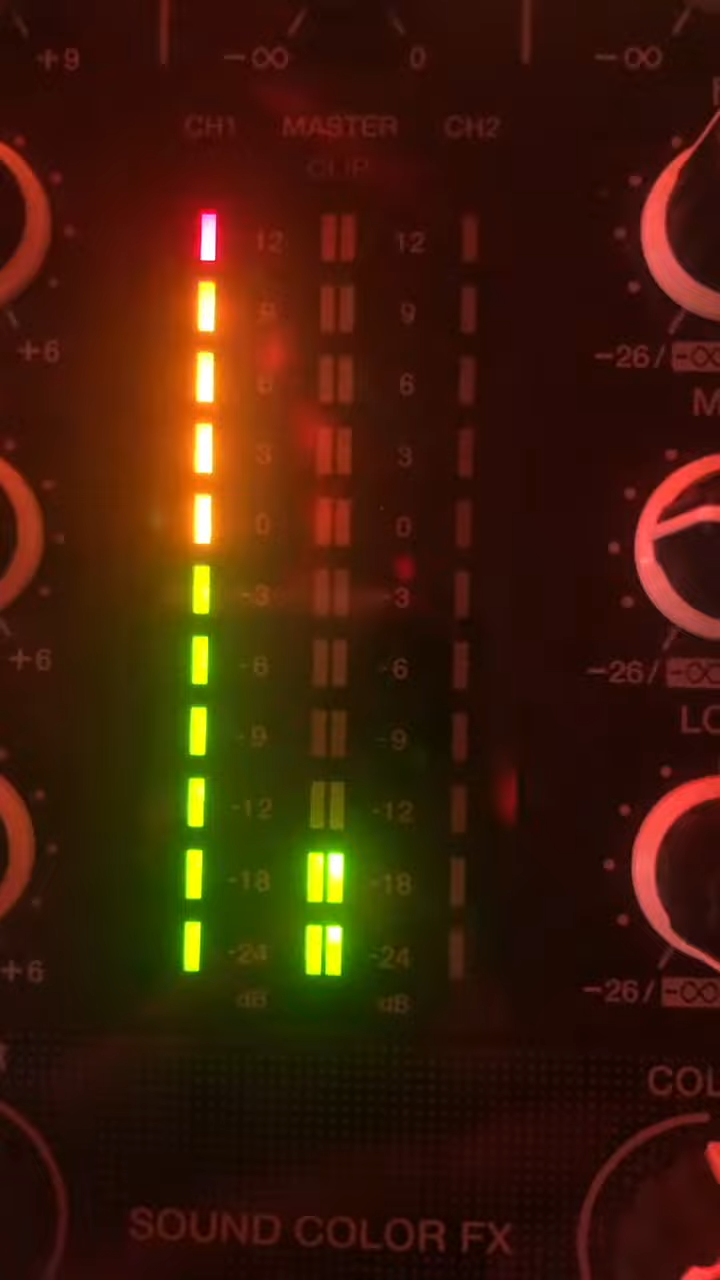 +9 -∞ 0 -∞
CH1 MASTER CH2
CLIP
12 12
9 9
6 6
+6 -26/-∞
3 3
0 0
-3 -3
-6 -6
+6 -26/-∞
LO
-9 -9
-12 -12
-18 -18
-24 -24
+6 -26/-∞
dB dB
COL
SOUND COLOR FX